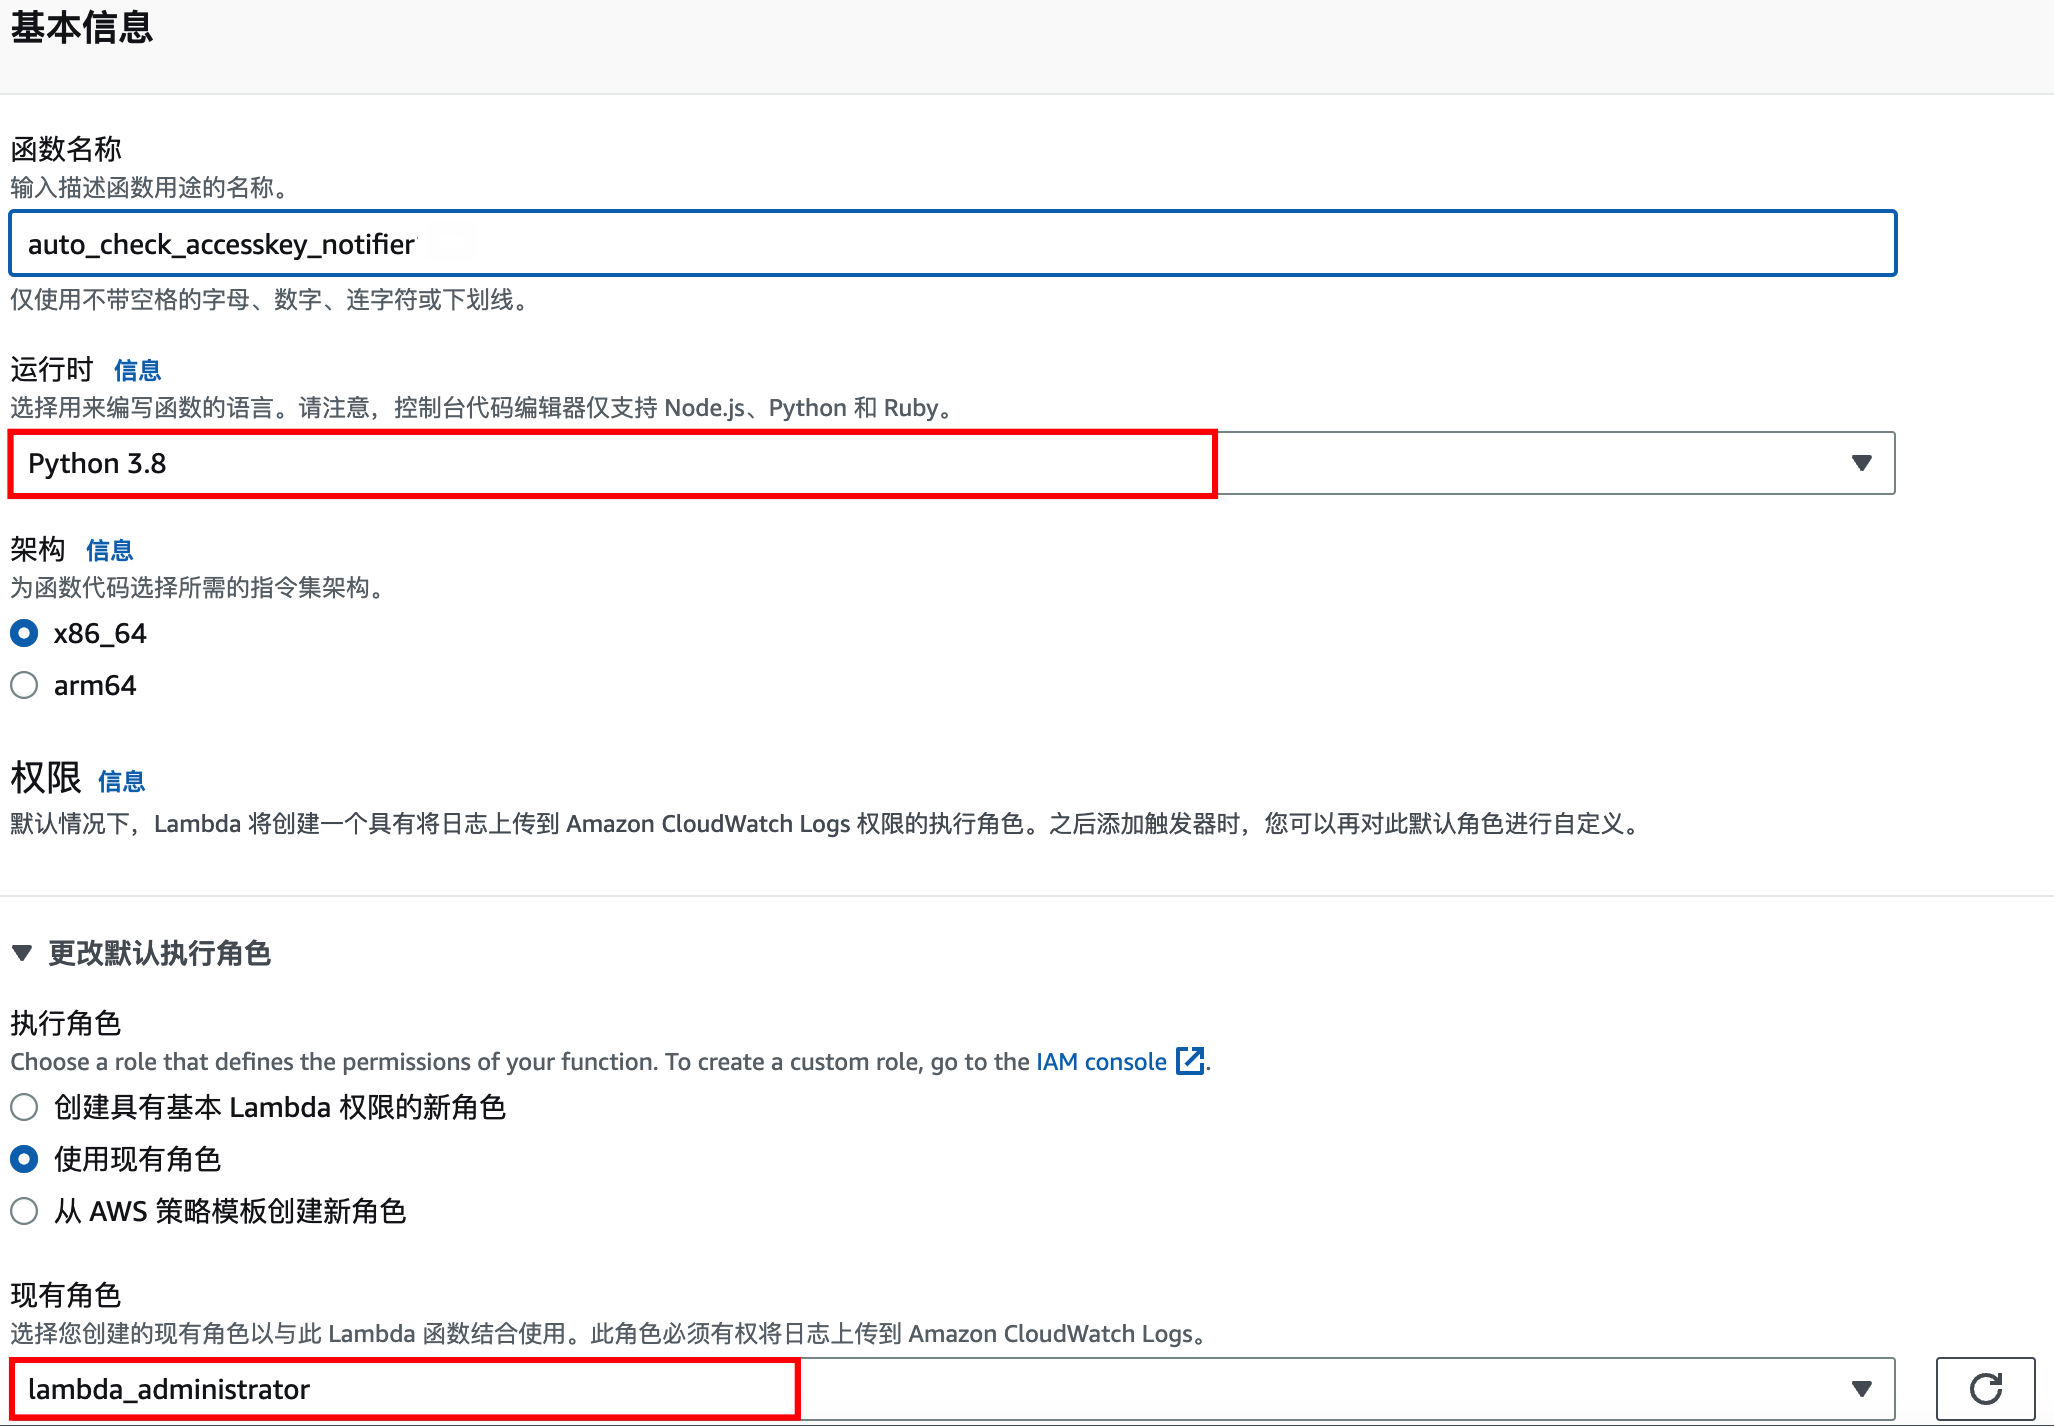 基本信息
函数名称
输入描述函数用途的名称。
auto_check_accesskey_notifier
仅使用不带空格的字母、数字、连字符或下划线。
运行时 信息
选择用来编写函数的语言。请注意，控制台代码编辑器仅支持 Node.js、Python 和 Ruby。
Python 3.8
架构 信息
为函数代码选择所需的指令集架构。
x86_64
arm64
权限 信息
默认情况下，Lambda 将创建一个具有将日志上传到 Amazon CloudWatch Logs 权限的执行角色。之后添加触发器时，您可以再对此默认角色进行自定义。
更改默认执行角色
执行角色
Choose a role that defines the permissions of your function. To create a custom role, go to the IAM console.
创建具有基本 Lambda 权限的新角色
使用现有角色
从 AWS 策略模板创建新角色
现有角色
选择您创建的现有角色以与此 Lambda 函数结合使用。此角色必须有权将日志上传到 Amazon CloudWatch Logs。
lambda_administrator